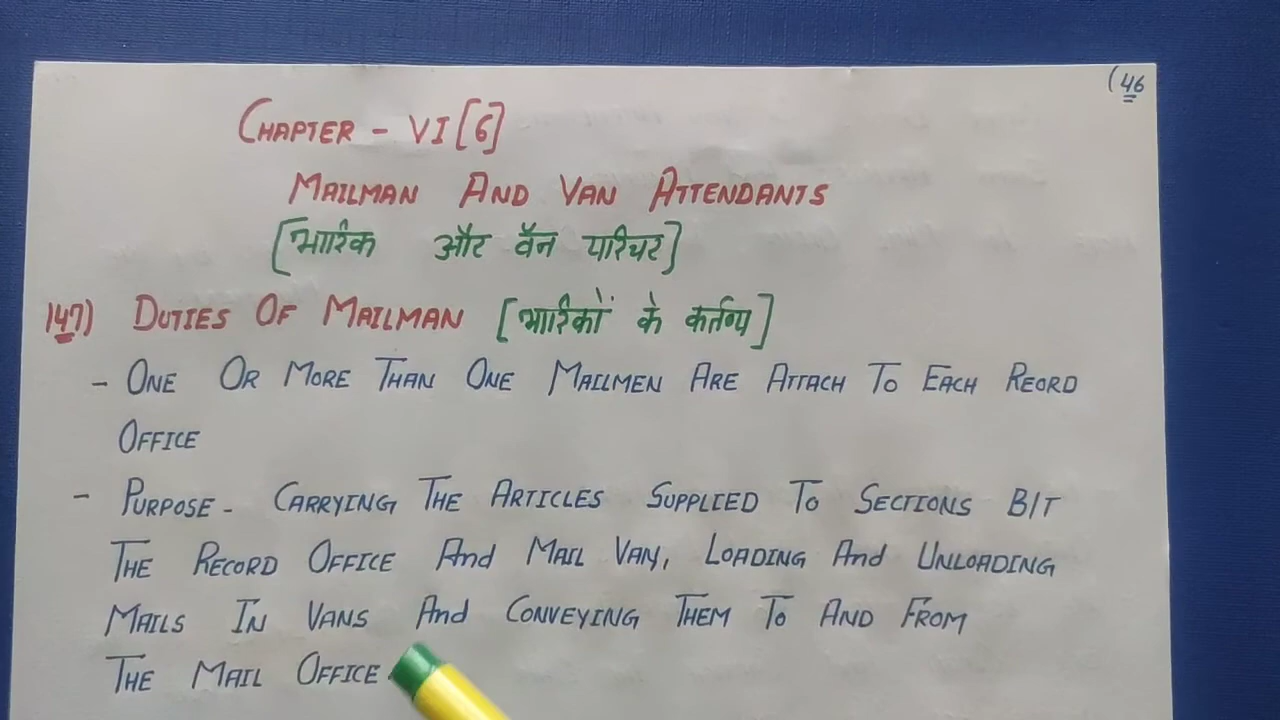 (46
CHAPTER - VI[6]
MAILMAN AND VAN ATTENDANTS
[भारिक और वॅन परिचर]
147) DUTIES OF MAILMAN [भारिकों के कर्तव्य]
- ONE OR MORE THAN ONE MAILMEN ARE ATTACH TO EACH RECORD
OFFICE
- PURPOSE - CARRYING THE ARTICLES SUPPLIED TO SECTIONS B/T
THE RECORD OFFICE And MAIL VAN, LOADING And UNLOADING
MAILS IN VANS And CONVEYING THEM TO AND FROM
THE MAIL OFFICE.